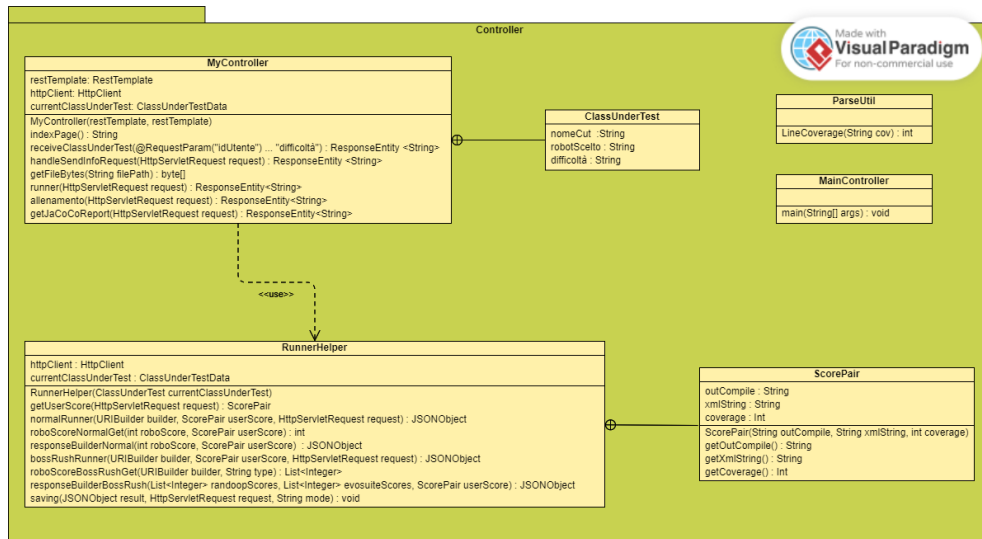 Controller
Made with
Visual Paradigm
For non-commercial use
MyController
restTemplate: RestTemplate
httpClient: HttpClient
currentClassUnderTest: ClassUnderTestData
MyController(restTemplate, restTemplate)
indexPage() : String
receiveClassUnderTest(@RequestParam("idUtente") ... "difficoltà") : ResponseEntity <String>
handleSendInfoRequest(HttpServletRequest request) : ResponseEntity <String>
getFileBytes(String filePath) : byte[]
runner(HttpServletRequest request) : ResponseEntity<String>
allenamento(HttpServletRequest request) : ResponseEntity<String>
getJaCoCoReport(HttpServletRequest request) : ResponseEntity<String>
ClassUnderTest
nomeCut :String
robotScelto : String
difficoltà : String
ParseUtil
LineCoverage(String cov) : int
MainController
main(String[] args) : void
<<use>>
RunnerHelper
httpClient : HttpClient
currentClassUnderTest : ClassUnderTestData
RunnerHelper(ClassUnderTest currentClassUnderTest)
getUserScore(HttpServletRequest request) : ScorePair
normalRunner(URIBuilder builder, ScorePair userScore, HttpServletRequest request) : JSONObject
roboScoreNormalGet(int roboScore, ScorePair userScore) : int
responseBuilderNormal(int roboScore, ScorePair userScore) : JSONObject
bossRushRunner(URIBuilder builder, ScorePair userScore, HttpServletRequest request) : JSONObject
roboScoreBossRushGet(URIBuilder builder, String type) : List<Integer>
responseBuilderBossRush(List<Integer> randoopScores, List<Integer> evosuiteScores, ScorePair userScore) : JSONObject
saving(JSONObject result, HttpServletRequest request, String mode) : void
ScorePair
outCompile : String
xmlString : String
coverage : Int
ScorePair(String outCompile, String xmlString, int coverage)
getOutCompile() : String
getXmlString() : String
getCoverage() : Int